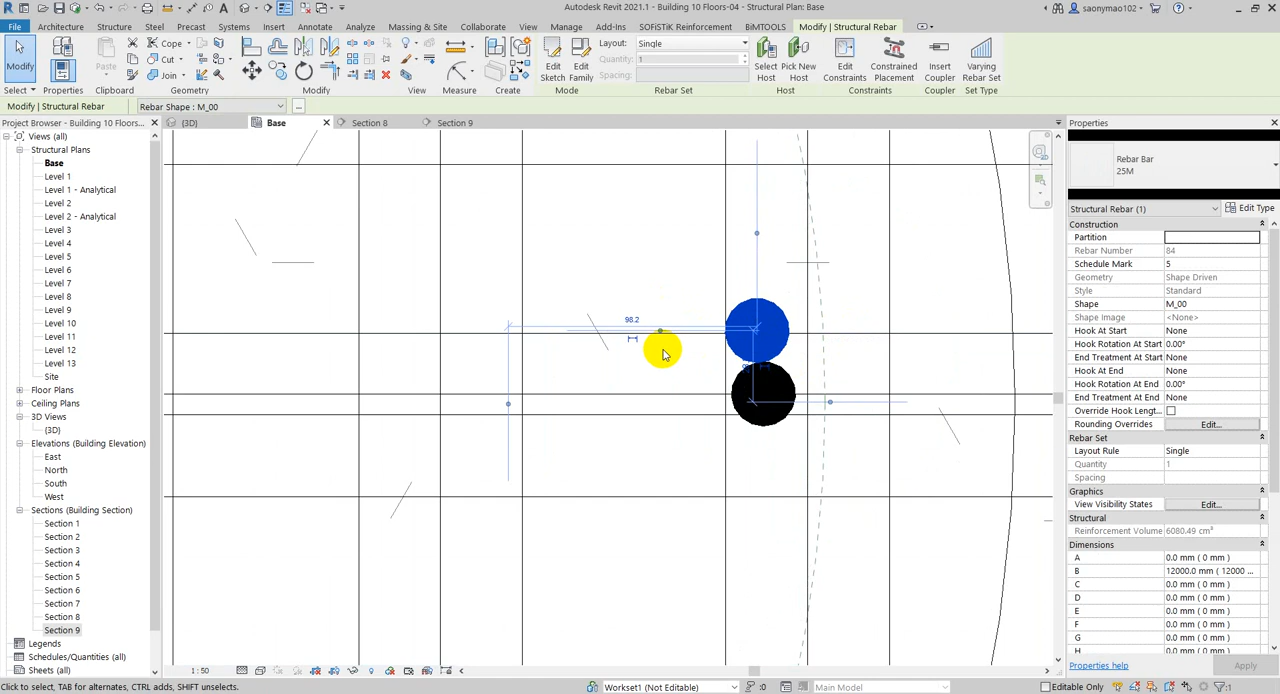 Autodesk Revit 2021.1 - Building 10 Floors-04 - Structural Plan: Base
saonymao102
File
Architecture
Structure
Steel
Precast
Systems
Insert
Annotate
Analyze
Massing & Site
Collaborate
View
Manage
Add-Ins
SOFiSTiK Reinforcement
BiMTOOLS
Modify | Structural Rebar
Modify
Paste
Cope
Cut
Join
Layout:
Single
Quantity:
1
Spacing:
Edit Sketch
Edit Family
Select Host
Pick New Host
Edit Constraints
Constrained Placement
Insert Coupler
Varying Rebar Set
Select
Properties
Clipboard
Geometry
Modify
View
Measure
Create
Mode
Rebar Set
Host
Constraints
Coupler
Set Type
Modify | Structural Rebar
Rebar Shape : M_00
...
Project Browser - Building 10 Floors...
{3D}
Base
Section 8
Section 9
Properties
Views (all)
Structural Plans
Base
Level 1
Level 1 - Analytical
Level 2
Level 2 - Analytical
Level 3
Level 4
Level 5
Level 6
Level 7
Level 8
Level 9
Level 10
Level 11
Level 12
Level 13
Site
Floor Plans
Ceiling Plans
3D Views
{3D}
Elevations (Building Elevation)
East
North
South
West
Sections (Building Section)
Section 1
Section 2
Section 3
Section 4
Section 5
Section 6
Section 7
Section 8
Section 9
Legends
Schedules/Quantities (all)
Sheets (all)
98.2
Rebar Bar
25M
Structural Rebar (1)
Edit Type
Construction
Partition
Rebar Number 84
Schedule Mark 5
Geometry Shape Driven
Style Standard
Shape M_00
Shape Image <None>
Hook At Start None
Hook Rotation At Start 0.00°
End Treatment At Start None
Hook At End None
Hook Rotation At End 0.00°
End Treatment At End None
Override Hook Lengt...
Rounding Overrides Edit...
Rebar Set
Layout Rule Single
Quantity 1
Spacing
Graphics
View Visibility States Edit...
Structural
Reinforcement Volume 6080.49 cm³
Dimensions
A 0.0 mm ( 0 mm )
B 12000.0 mm ( 12000 ...
C 0.0 mm ( 0 mm )
D 0.0 mm ( 0 mm )
E 0.0 mm ( 0 mm )
F 0.0 mm ( 0 mm )
G 0.0 mm ( 0 mm )
H 0.0 mm ( 0 mm )
Properties help
Apply
1 : 50
Click to select, TAB for alternates, CTRL adds, SHIFT unselects.
Workset1 (Not Editable)
:0
Main Model
Editable Only
:1